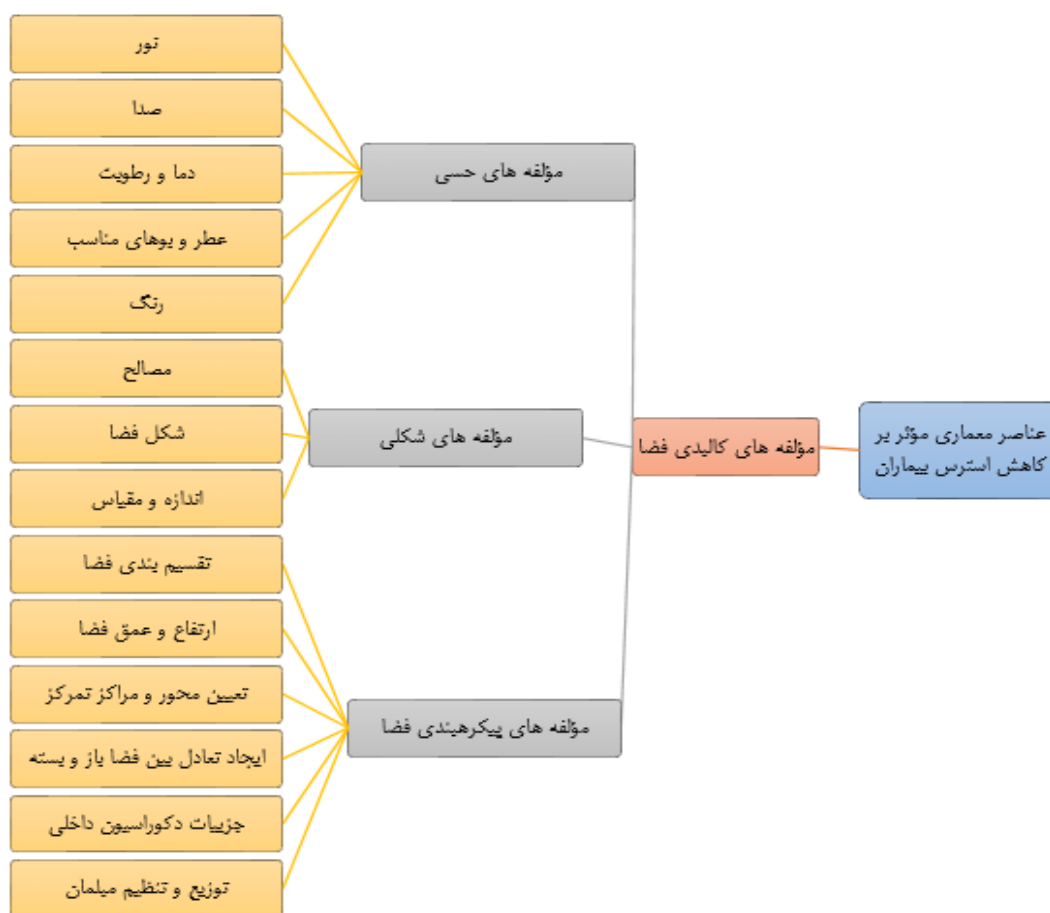 عناصر معماری مؤثر بر
کاهش استرس بیماران
مؤلفه های کالبدی فضا
مؤلفه های حسی
نور
صدا
دما و رطوبت
عطر و بوهای مناسب
رنگ
مؤلفه های شکلی
مصالح
شکل فضا
اندازه و مقیاس
مؤلفه های پیکرهبندی فضا
تقسیم بندی فضا
ارتفاع و عمق فضا
تعیین محور و مراکز تمرکز
ایجاد تعادل بین فضا باز و بسته
جزییات دکوراسیون داخلی
توزیع و تنظیم میلمان